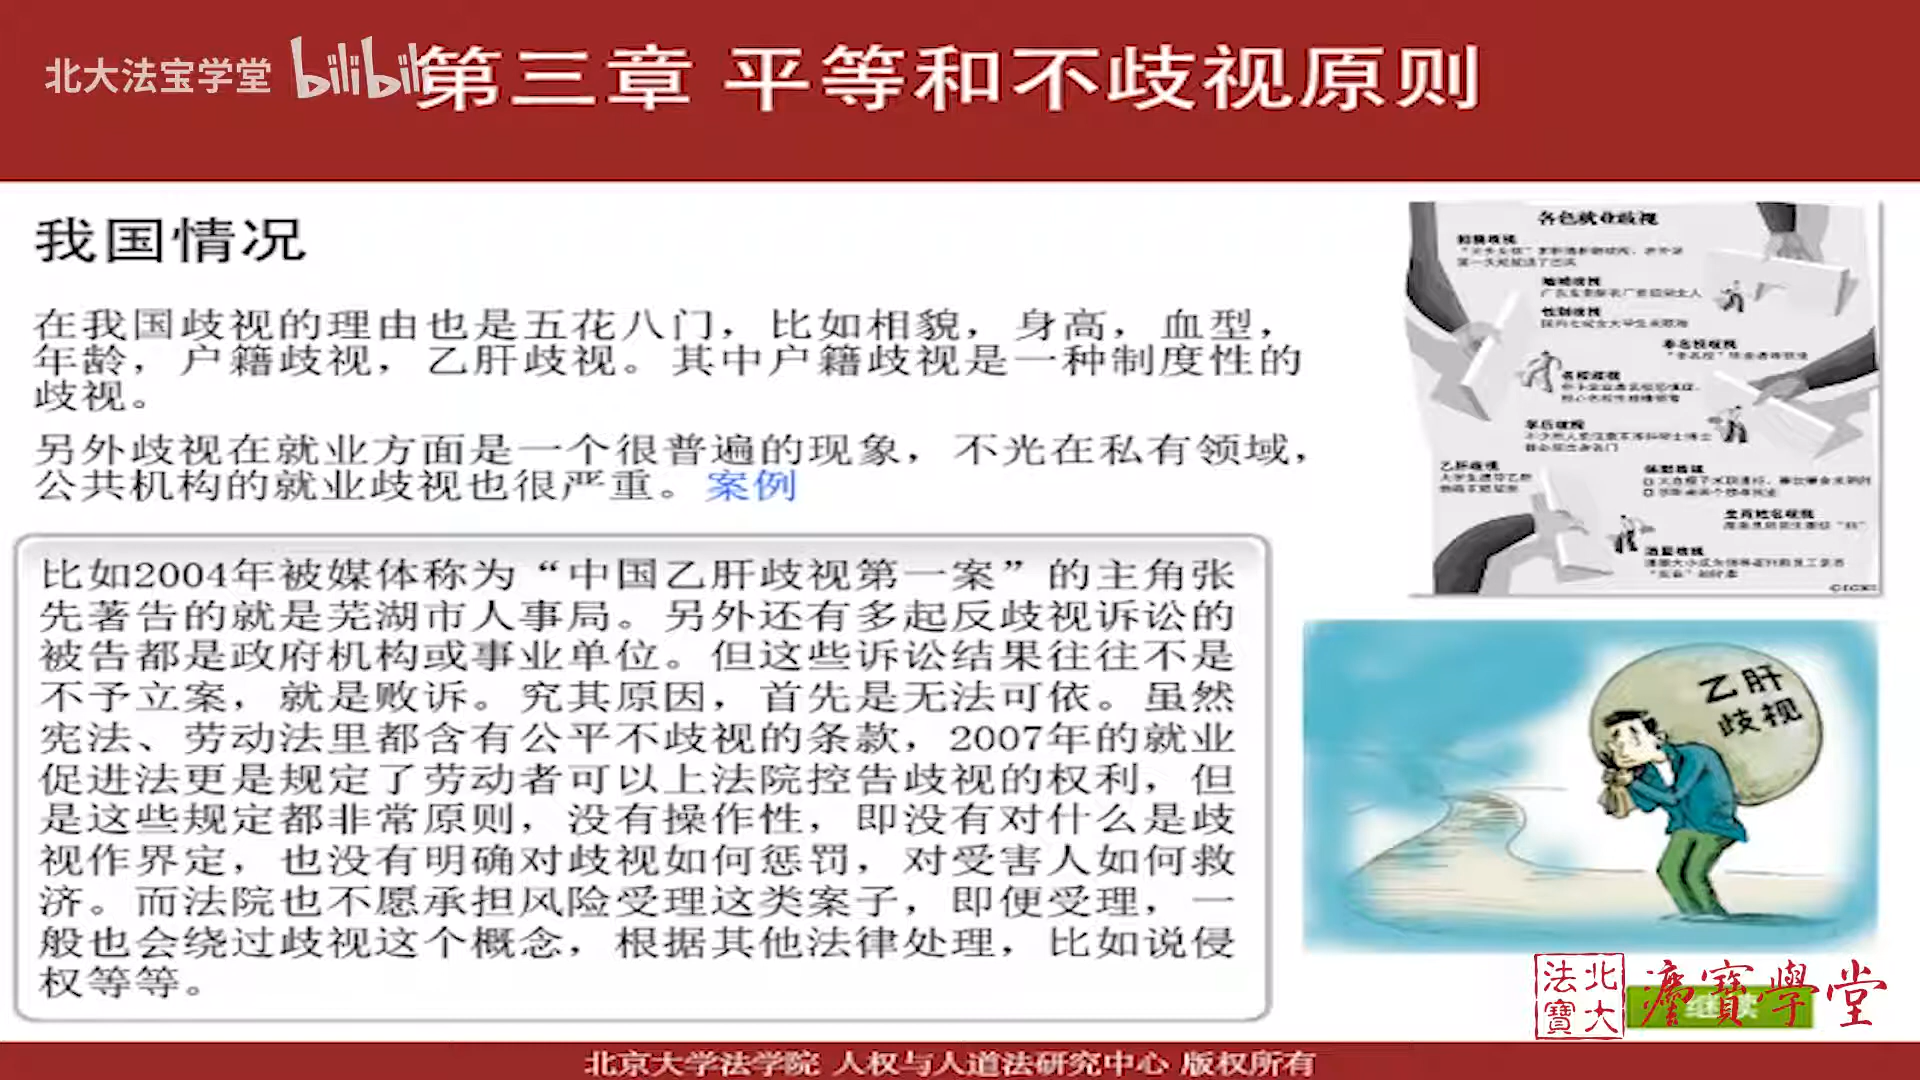 北大法宝学堂 bilibili
第三章 平等和不歧视原则
我国情况
在我国歧视的理由也是五花八门，比如相貌，身高，血型，
年龄，户籍歧视，乙肝歧视。其中户籍歧视是一种制度性的
歧视。
另外歧视在就业方面是一个很普遍的现象，不光在私有领域，
公共机构的就业歧视也很严重。案例
比如2004年被媒体称为“中国乙肝歧视第一案”的主角张
先著告的就是芜湖市人事局。另外还有多起反歧视诉讼的
被告都是政府机构或事业单位。但这些诉讼结果往往不是
不予立案，就是败诉。究其原因，首先是无法可依。虽然
宪法、劳动法里都含有公平不歧视的条款，2007年的就业
促进法更是规定了劳动者可以上法院控告歧视的权利，但
是这些规定都非常原则，没有操作性，即没有对什么是歧
视作界定，也没有明确对歧视如何惩罚，对受害人如何救
济。而法院也不愿承担风险受理这类案子，即便受理，一
般也会绕过歧视这个概念，根据其他法律处理，比如说侵
权等等。
各色就业歧视
性别歧视
乙肝歧视
乙肝
歧视
北大
法寶
法寶學堂
继续
北京大学法学院 人权与人道法研究中心 版权所有